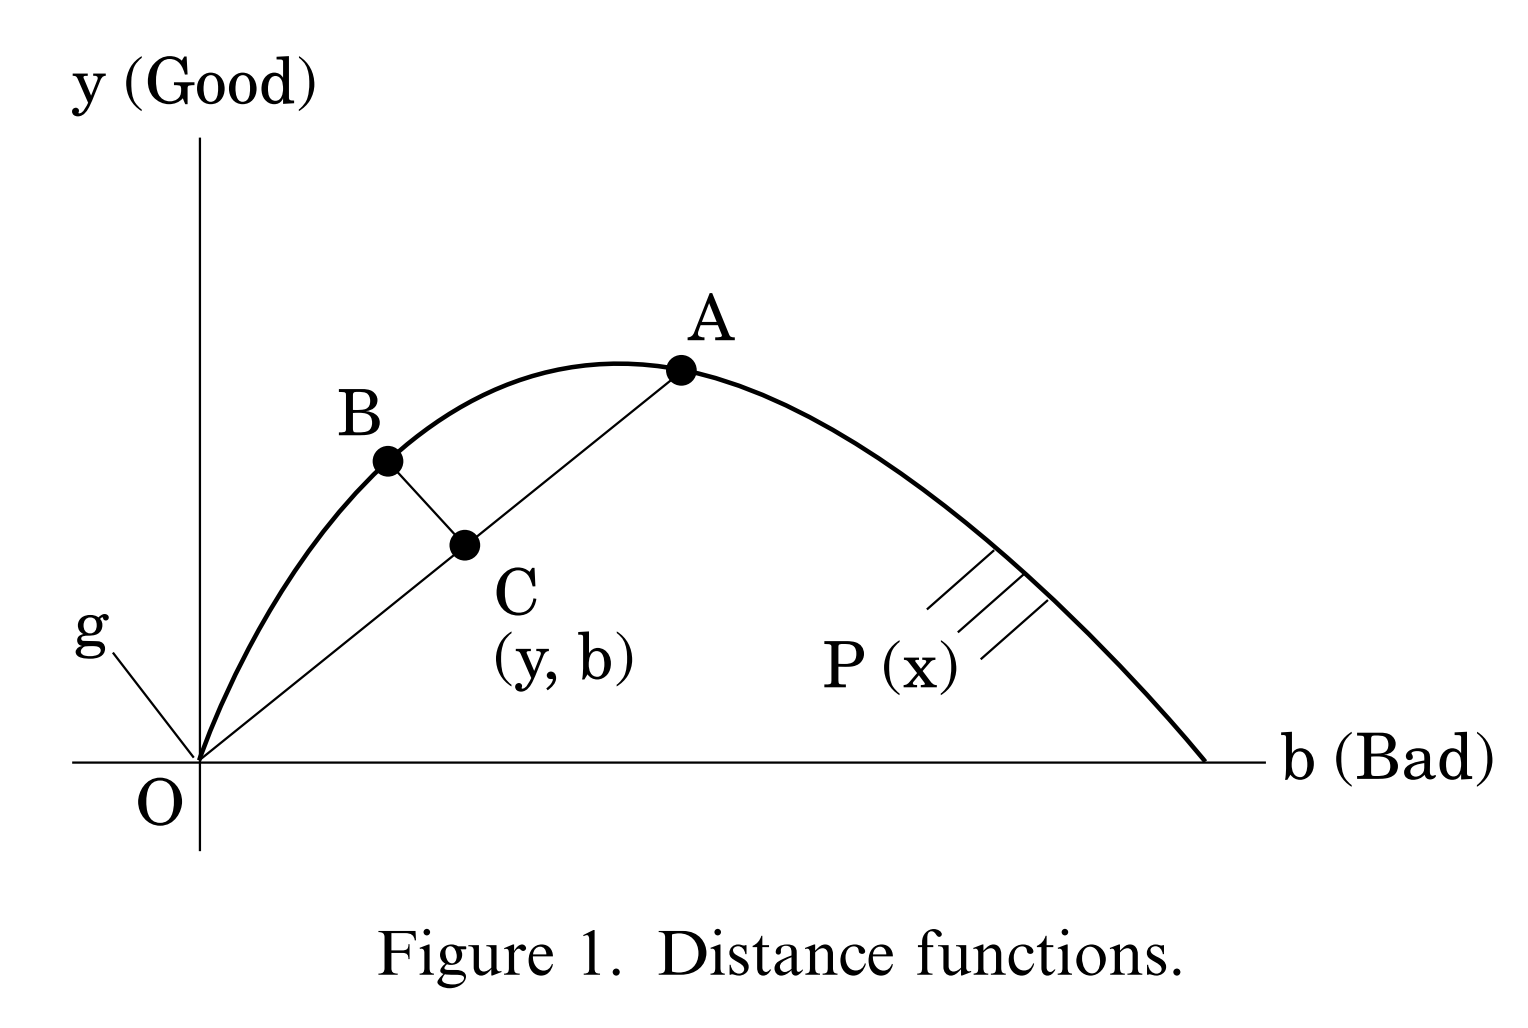 y (Good)
A
B
C
(y, b)
g
P (x)
b (Bad)
O
Figure 1. Distance functions.